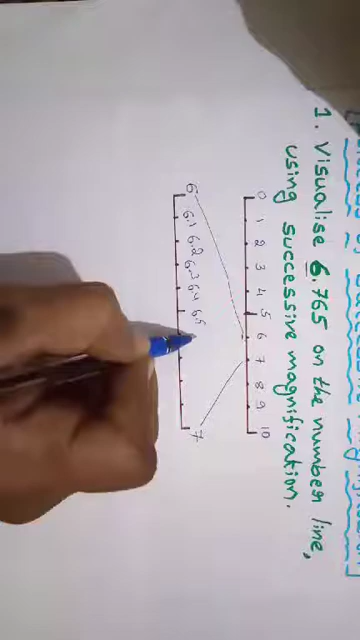 1. Visualise 6.765 on the number line,
using successive magnification.
0 1 2 3 4 5 6 7 8 9 10
6 6.1 6.2 6.3 6.4 6.5 7